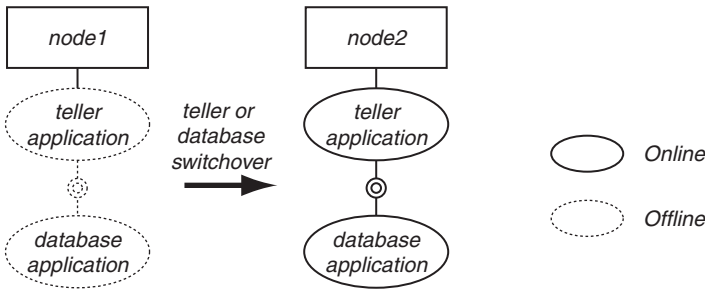 node1
teller
application
database
application
teller or
database
switchover
node2
teller
application
database
application
Online
Offline